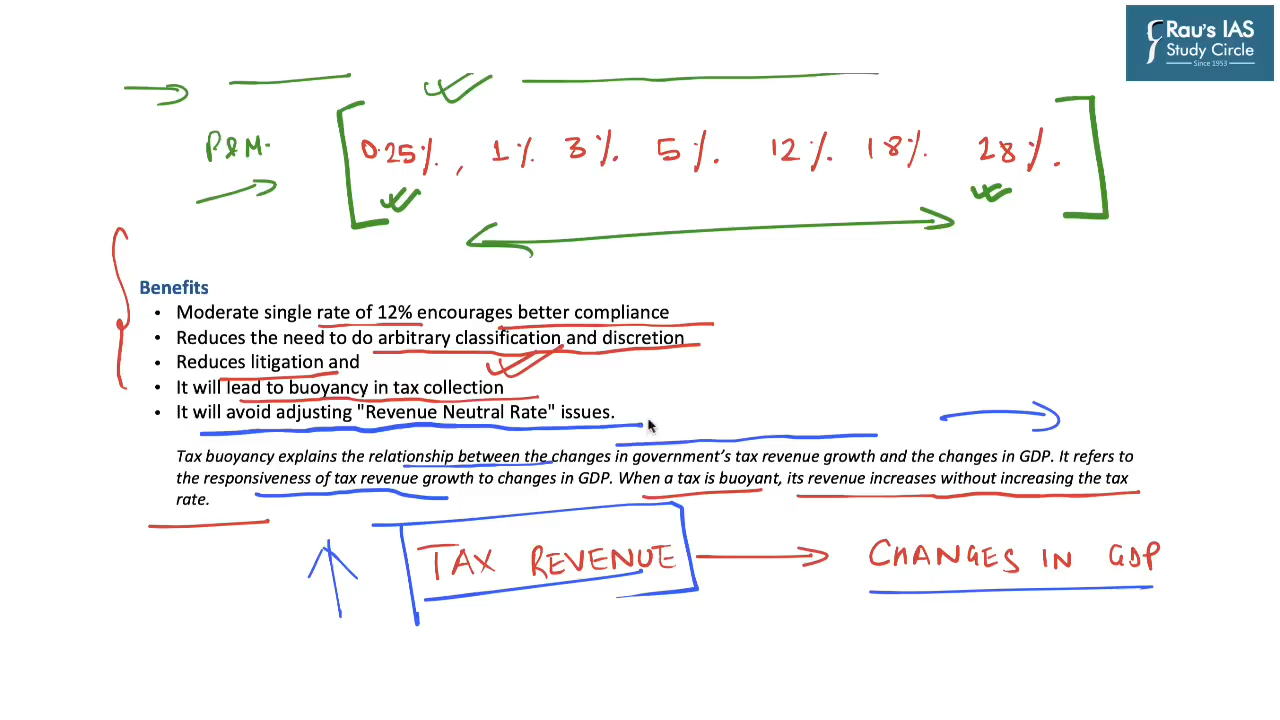 Rau's IAS
Study Circle
Since 1953
P&M. 0.25%, 1% 3%. 5%. 12%. 18%. 28%.
Benefits
• Moderate single rate of 12% encourages better compliance
• Reduces the need to do arbitrary classification and discretion
• Reduces litigation and
• It will lead to buoyancy in tax collection
• It will avoid adjusting "Revenue Neutral Rate" issues.
Tax buoyancy explains the relationship between the changes in government's tax revenue growth and the changes in GDP. It refers to
the responsiveness of tax revenue growth to changes in GDP. When a tax is buoyant, its revenue increases without increasing the tax
rate.
TAX REVENUE → CHANGES IN GDP